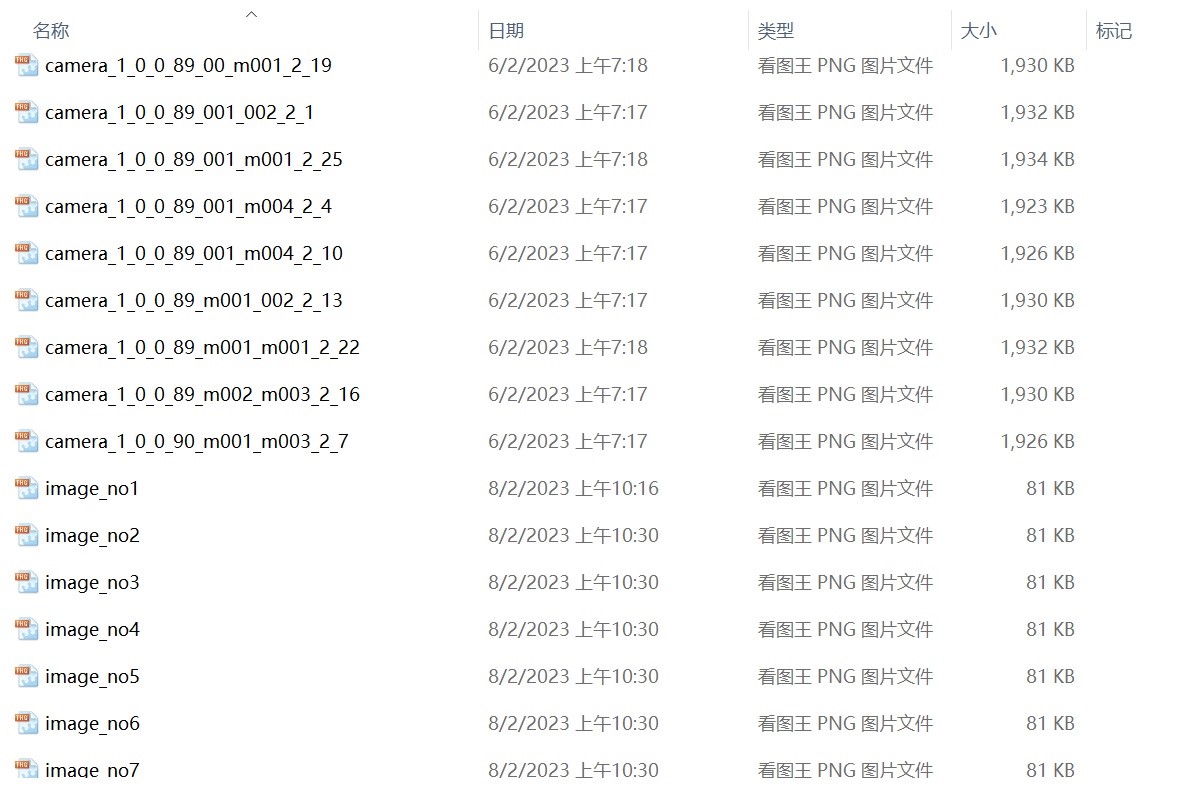 名称 日期 类型 大小 标记
camera_1_0_0_89_00_m001_2_19 6/2/2023 上午7:18 看图王 PNG 图片文件 1,930 KB
camera_1_0_0_89_001_002_2_1 6/2/2023 上午7:17 看图王 PNG 图片文件 1,932 KB
camera_1_0_0_89_001_m001_2_25 6/2/2023 上午7:18 看图王 PNG 图片文件 1,934 KB
camera_1_0_0_89_001_m004_2_4 6/2/2023 上午7:17 看图王 PNG 图片文件 1,923 KB
camera_1_0_0_89_001_m004_2_10 6/2/2023 上午7:17 看图王 PNG 图片文件 1,926 KB
camera_1_0_0_89_m001_002_2_13 6/2/2023 上午7:17 看图王 PNG 图片文件 1,930 KB
camera_1_0_0_89_m001_m001_2_22 6/2/2023 上午7:18 看图王 PNG 图片文件 1,932 KB
camera_1_0_0_89_m002_m003_2_16 6/2/2023 上午7:17 看图王 PNG 图片文件 1,930 KB
camera_1_0_0_90_m001_m003_2_7 6/2/2023 上午7:17 看图王 PNG 图片文件 1,926 KB
image_no1 8/2/2023 上午10:16 看图王 PNG 图片文件 81 KB
image_no2 8/2/2023 上午10:30 看图王 PNG 图片文件 81 KB
image_no3 8/2/2023 上午10:30 看图王 PNG 图片文件 81 KB
image_no4 8/2/2023 上午10:30 看图王 PNG 图片文件 81 KB
image_no5 8/2/2023 上午10:30 看图王 PNG 图片文件 81 KB
image_no6 8/2/2023 上午10:30 看图王 PNG 图片文件 81 KB
image_no7 8/2/2023 上午10:30 看图王 PNG 图片文件 81 KB